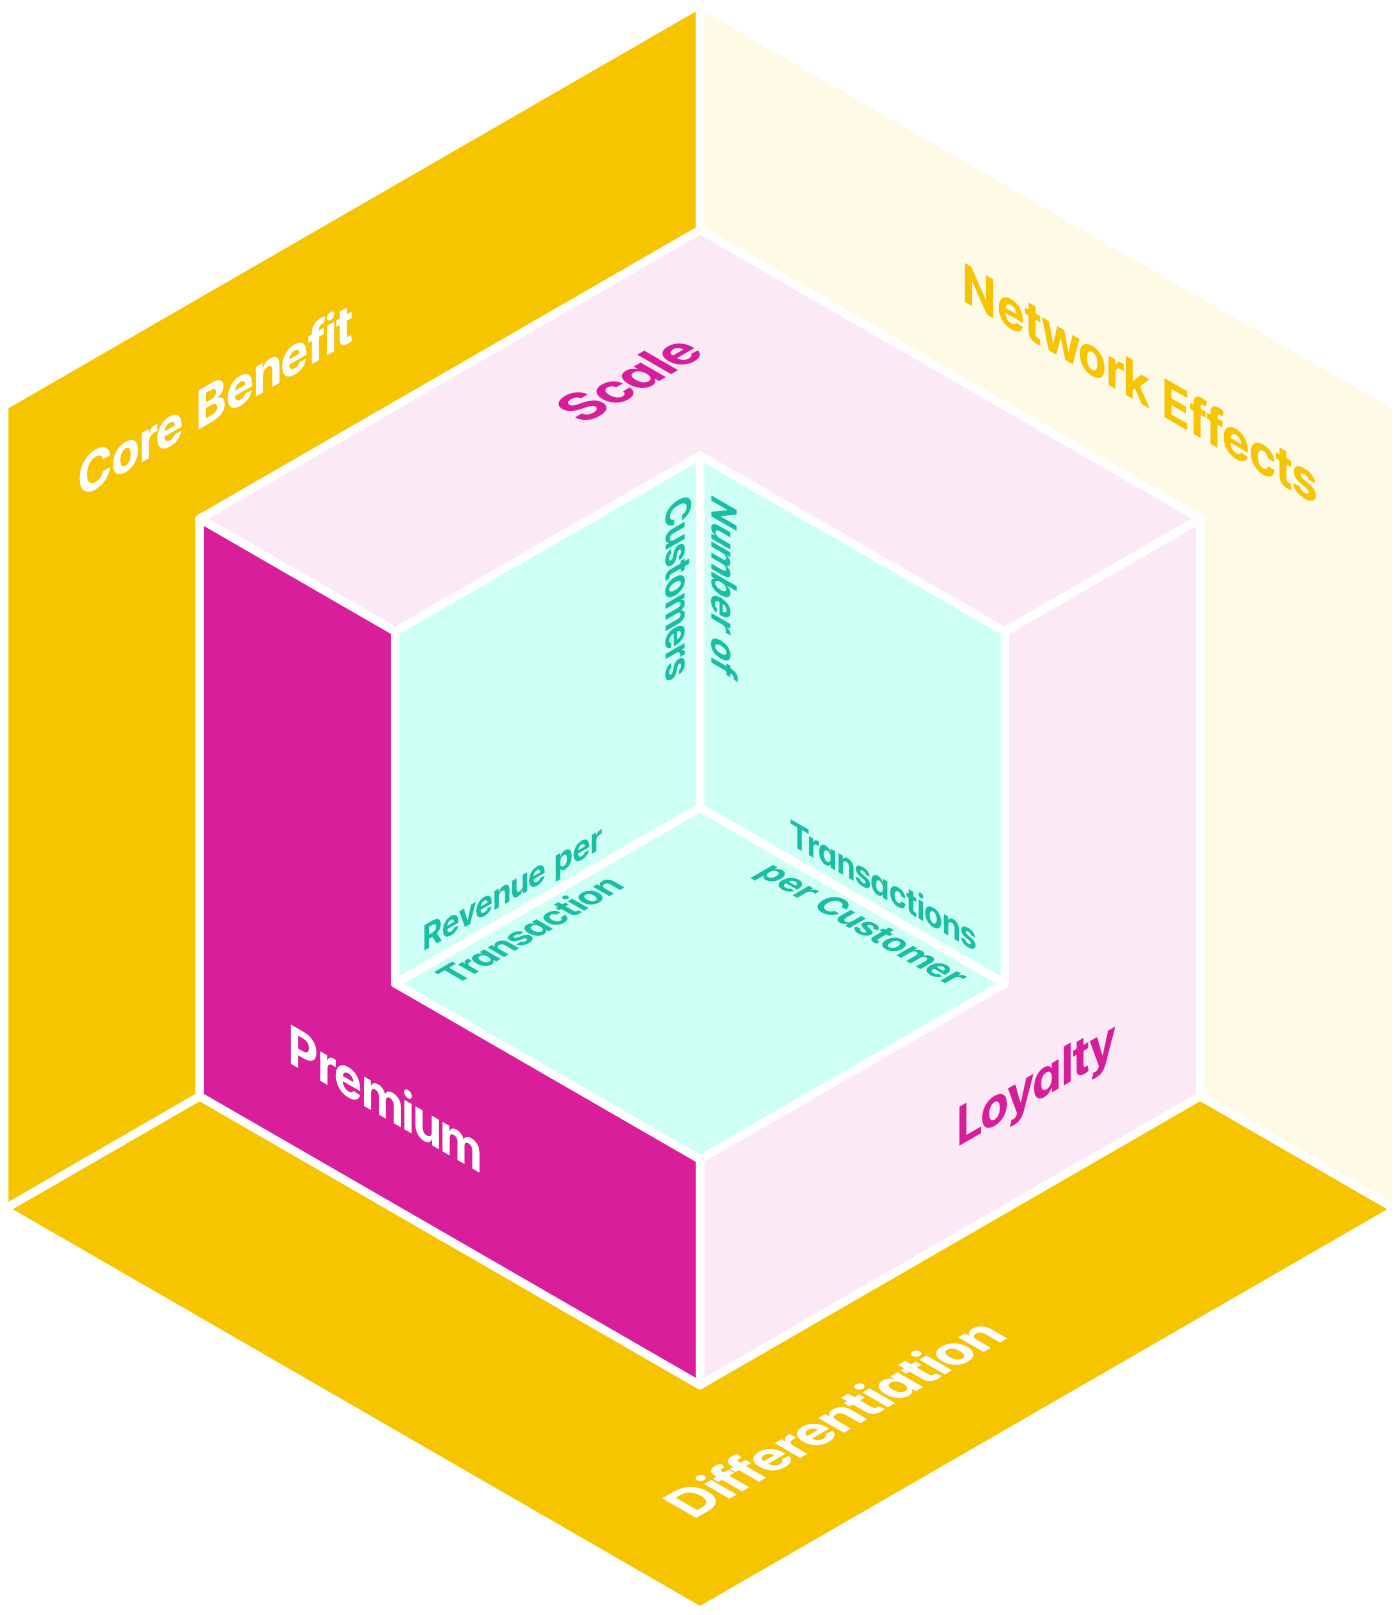 Core Benefit
Network Effects
Scale
Number of
Customers
Revenue per
Transaction
Transactions
per Customer
Premium
Loyalty
Differentiation